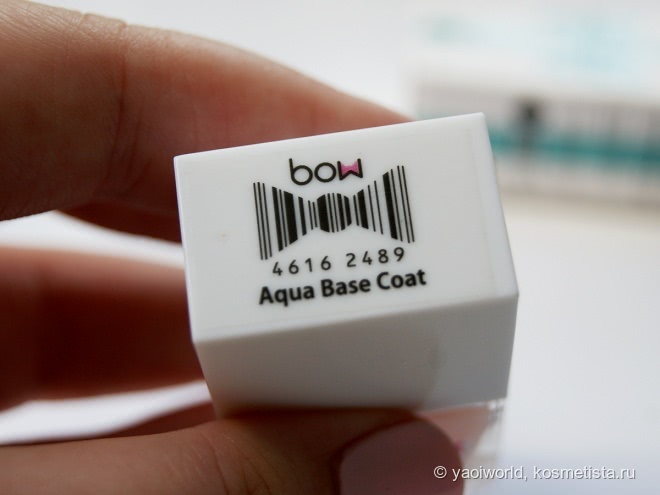 bow
4616 2489
Aqua Base Coat
© yaoiworld, kosmetista.ru